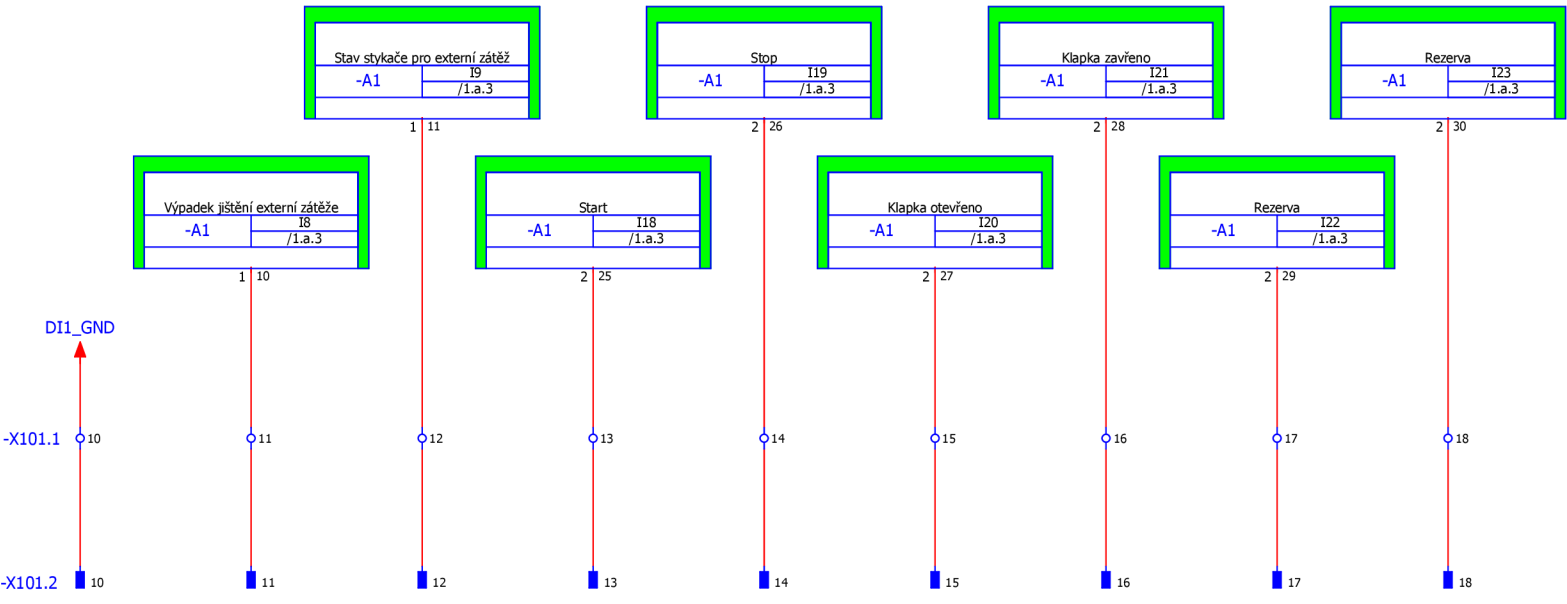 Stav stykače pro externí zátěž
-A1
I9
/1.a.3
1 11
Stop
-A1
I19
/1.a.3
2 26
Klapka zavřeno
-A1
I21
/1.a.3
2 28
Rezerva
-A1
I23
/1.a.3
2 30
Výpadek jištění externí zátěže
-A1
I8
/1.a.3
1 10
Start
-A1
I18
/1.a.3
2 25
Klapka otevřeno
-A1
I20
/1.a.3
2 27
Rezerva
-A1
I22
/1.a.3
2 29
DI1_GND
-X101.1 10 11 12 13 14 15 16 17 18
-X101.2 10 11 12 13 14 15 16 17 18